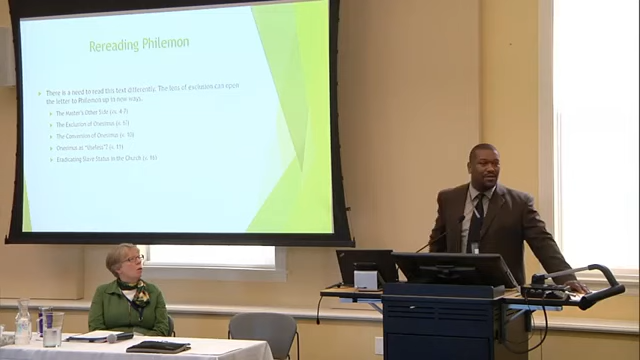 Rereading Philemon
There is a need to read this text differently. The lens of exclusion can open
the letter to Philemon up in new ways.
The Master's Other Side (vs. 4-7)
The Exclusion of Onesimus (v. 10)
The Conversion of Onesimus (v. 10)
Onesimus as "Useless"? (v. 11)
Eradicating Slave Status in the Church (v. 16)